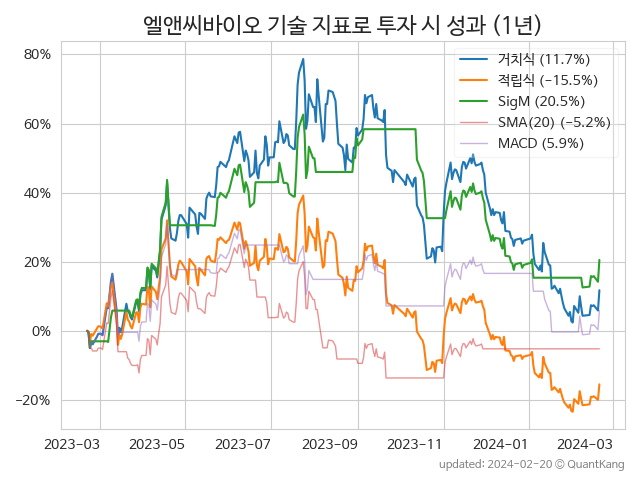 엘앤씨바이오 기술 지표로 투자 시 성과 (1년)
거치식 (11.7%)
적립식 (−15.5%)
SigM (20.5%)
SMA(20) (−5.2%)
MACD (5.9%)
80%
60%
40%
20%
0%
−20%
2023-03 2023-05 2023-07 2023-09 2023-11 2024-01 2024-03
updated: 2024-02-20 © QuantKang